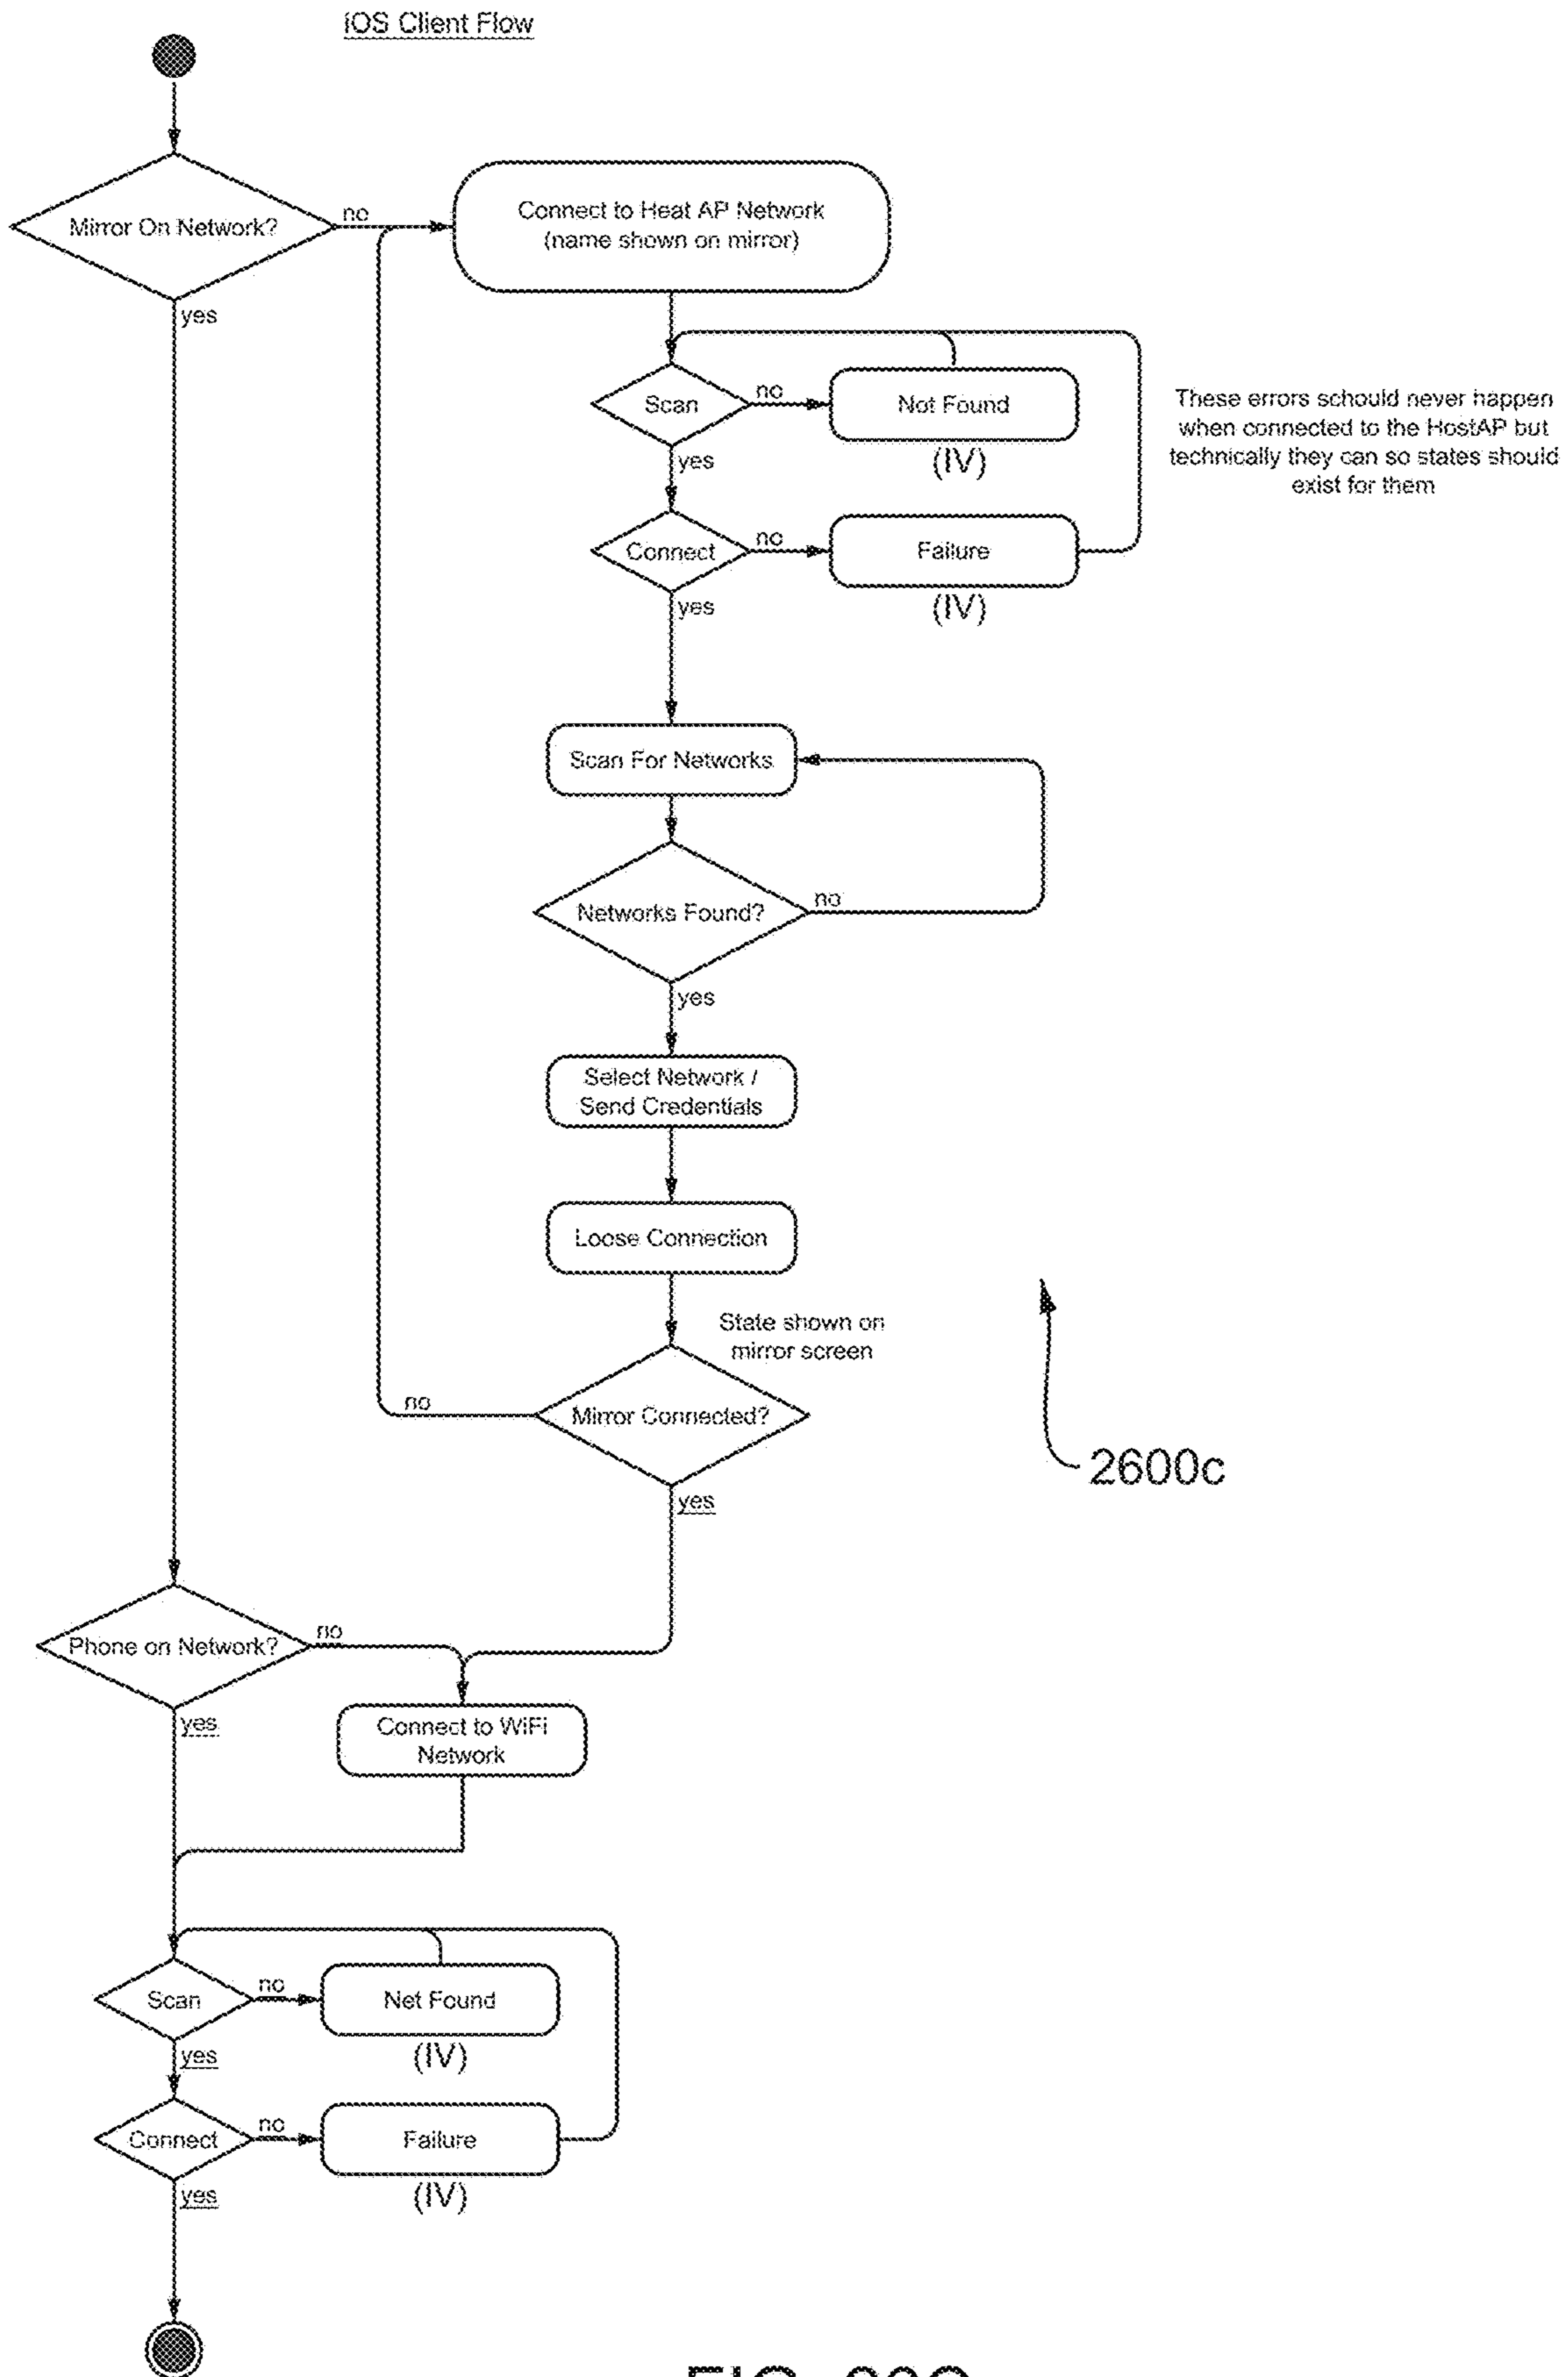 iOS Client Flow
Mirror On Network?
no
yes
Connect to Heat AP Network
(name shown on mirror)
Scan
no
Not Found
(IV)
yes
These errors schould never happen
when connected to the HostAP but
technically they can so states should
exist for them
Connect
no
Failure
(IV)
yes
Scan For Networks
Networks Found?
no
yes
Select Network /
Send Credentials
Loose Connection
State shown on
mirror screen
Mirror Connected?
no
yes
2600c
Phone on Network?
no
yes
Connect to WiFi
Network
Scan
no
Net Found
(IV)
yes
Connect
no
Failure
(IV)
yes